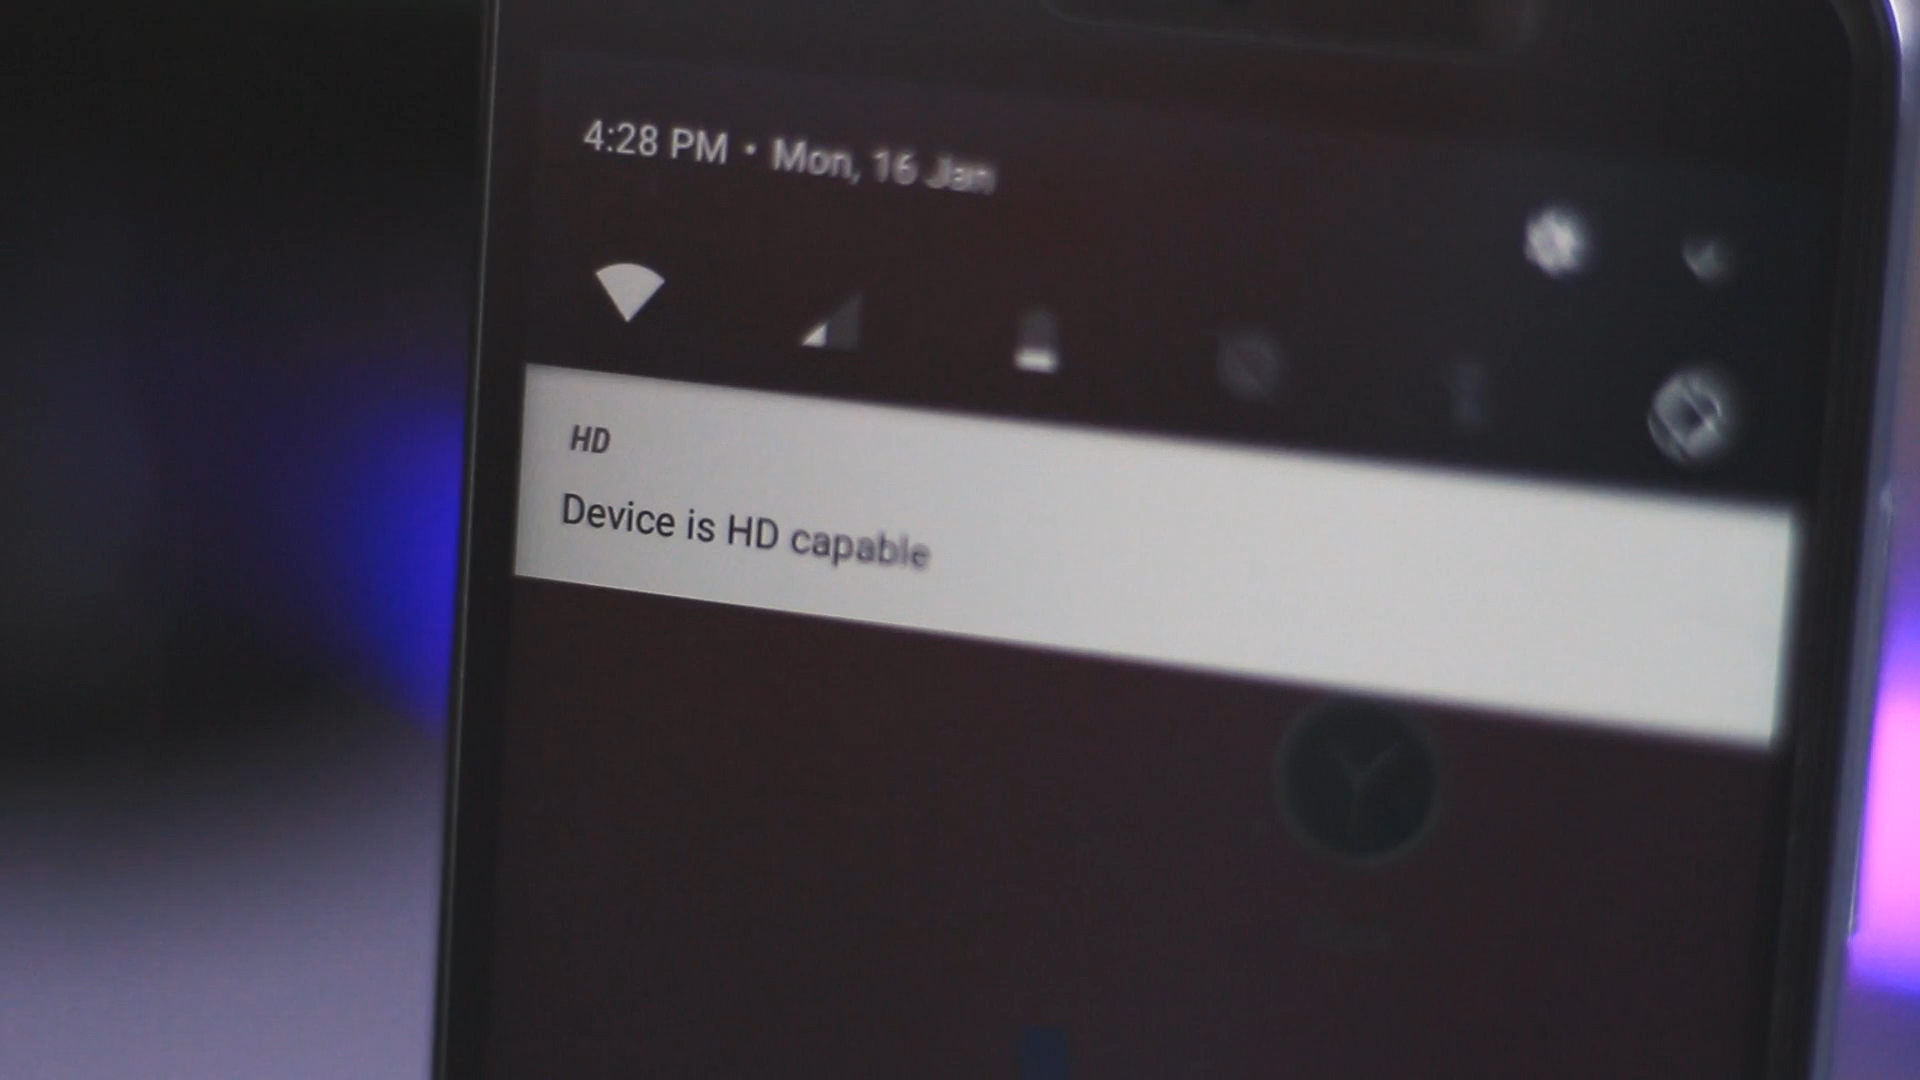 4:28 PM • Mon, 16 Jan
HD
Device is HD capable